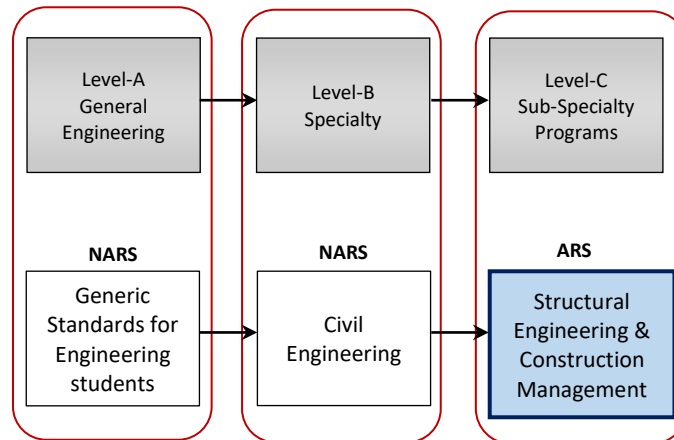 Level-A
General
Engineering
Level-B
Specialty
Level-C
Sub-Specialty
Programs
NARS
NARS
ARS
Generic
Standards for
Engineering
students
Civil
Engineering
Structural
Engineering &
Construction
Management